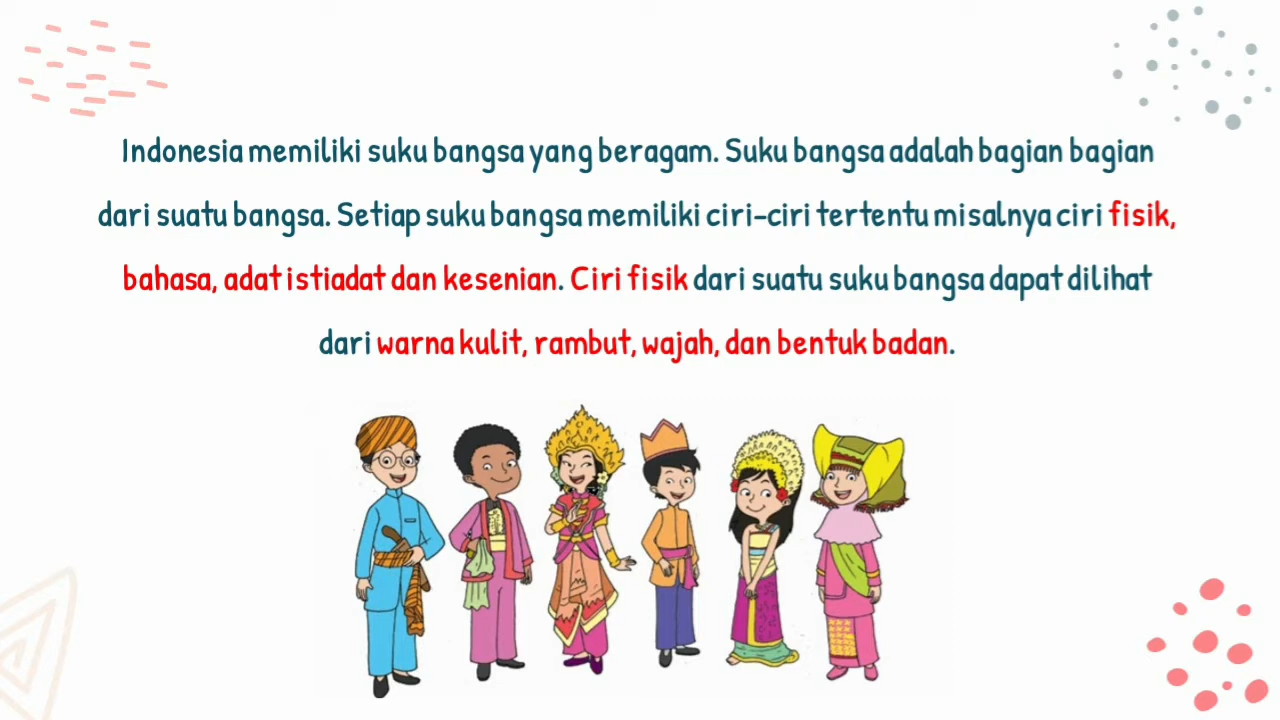 Indonesia memiliki suku bangsa yang beragam. Suku bangsa adalah bagian bagian
dari suatu bangsa. Setiap suku bangsa memiliki ciri-ciri tertentu misalnya ciri fisik,
bahasa, adat istiadat dan kesenian. Ciri fisik dari suatu suku bangsa dapat dilihat
dari warna kulit, rambut, wajah, dan bentuk badan.